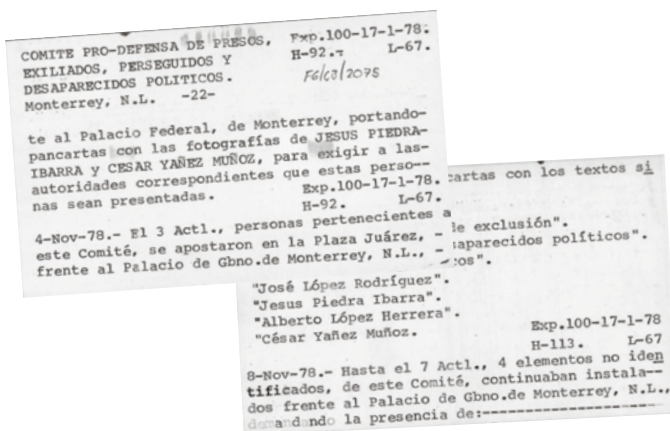 COMITE PRO-DEFENSA DE PRESOS,
EXILIADOS, PERSEGUIDOS Y
DESAPARECIDOS POLITICOS.
Monterrey, N.L. -22-
Exp.100-17-1-78.
H-92.- L-67.
te al Palacio Federal, de Monterrey, portando-
pancartas con las fotografías de JESUS PIEDRA-
IBARRA y CESAR YAÑEZ MUÑOZ, para exigir a las-
autoridades correspondientes que estas perso--
nas sean presentadas.
Exp.100-17-1-78.
H-92. L-67.
4-Nov-78.- El 3 Actl., personas pertenecientes a
este Comité, se apostaron en la Plaza Juárez, -
frente al Palacio de Gbno.de Monterrey, N.L., -
cartas con los textos si
de exclusión".
saparecidos políticos".
cos".
"José López Rodríguez".
"Jesus Piedra Ibarra".
"Alberto López Herrera".
"César Yañez Muñoz.
Exp.100-17-1-78
H-113. L-67
8-Nov-78.- Hasta el 7 Actl., 4 elementos no iden
tificados, de este Comité, continuaban instala--
dos frente al Palacio de Gbno.de Monterrey, N.L.,
demandando la presencia de:---------------------